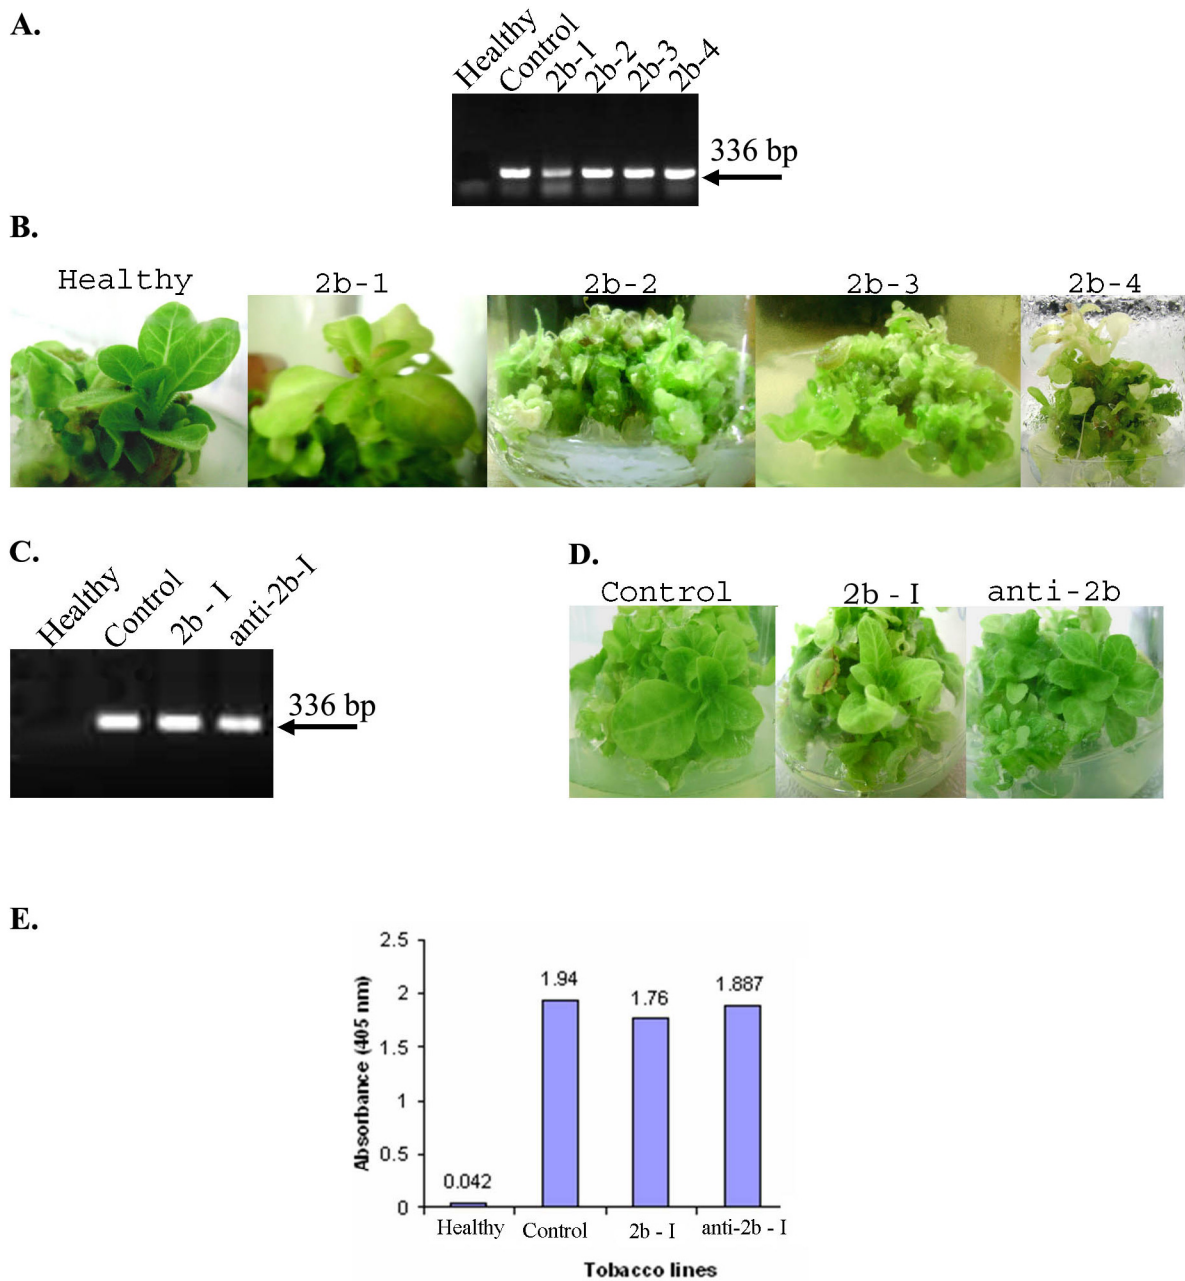 A.
Healthy
Control
2b-1
2b-2
2b-3
2b-4
336 bp
B.
Healthy
2b-1
2b-2
2b-3
2b-4
C.
Healthy
Control
2b - I
anti-2b-I
336 bp
D.
Control
2b - I
anti-2b
E.
Absorbance (405 nm)
2.5
2
1.5
1
0.5
0
0.042
1.94
1.76
1.887
Healthy
Control
2b - I
anti-2b - I
Tobacco lines